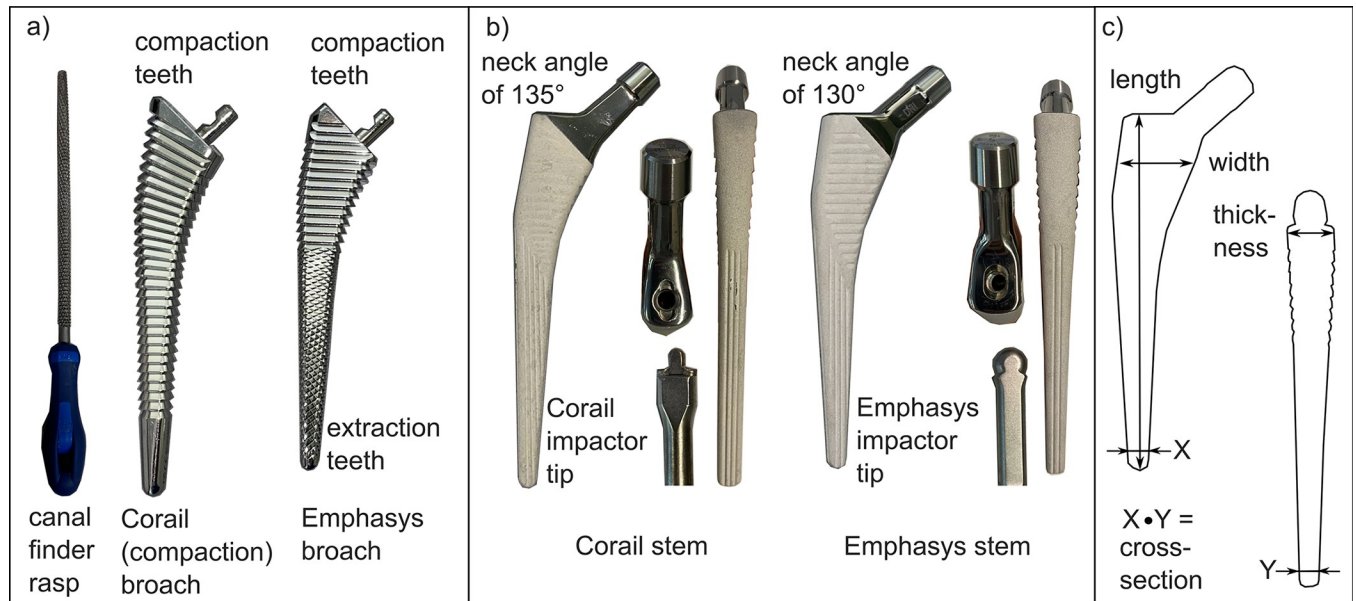 a)
compaction
teeth
compaction
teeth
extraction
teeth
canal
finder
rasp
Corail
(compaction)
broach
Emphasys
broach
b)
neck angle
of 135°
neck angle
of 130°
Corail
impactor
tip
Emphasys
impactor
tip
Corail stem
Emphasys stem
c)
length
width
thick-
ness
X
X•Y =
cross-
section
Y